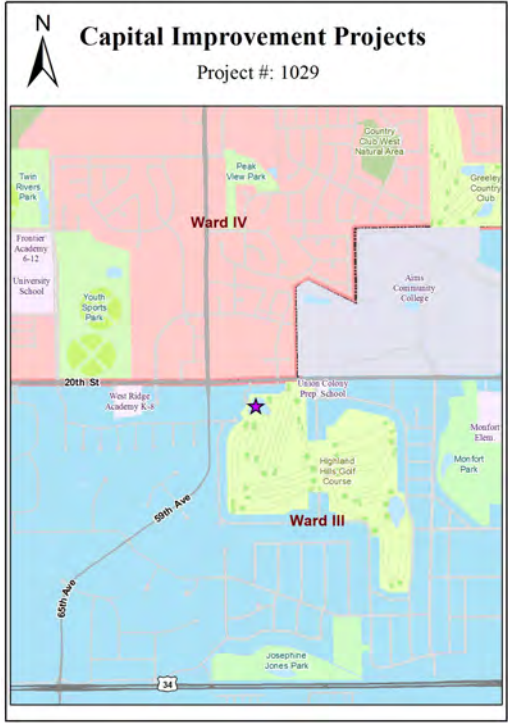 N
Capital Improvement Projects
Project #: 1029
Country
Club West
Natural Area
Twin
Rivers
Park
Peak
View Park
Greeley
Country
Club
Ward IV
Frontier
Academy
6-12
University
School
Aims
Community
College
Youth
Sports
Park
20th St
West Ridge
Academy K-8
Union Colony
Prep School
Monfort
Elem
Monfort
Park
Highland
Hills Golf
Course
59th Ave
Ward III
65th Ave
Josephine
Jones Park
34